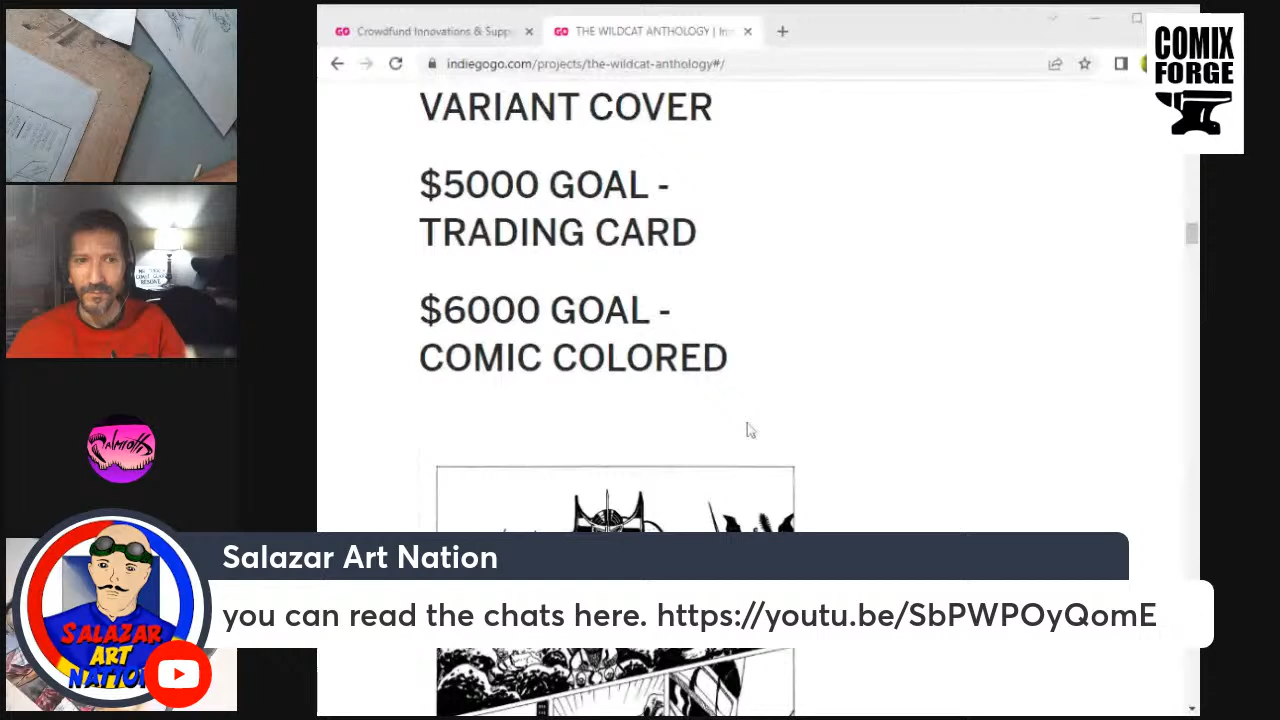 Crowdfund Innovations & Supp
THE WILDCAT ANTHOLOGY | In
indiegogo.com/projects/the-wildcat-anthology#/
COMIX
FORGE
VARIANT COVER
$5000 GOAL -
TRADING CARD
$6000 GOAL -
COMIC COLORED
Salazar Art Nation
you can read the chats here. https://youtu.be/SbPWPOyQomE
SALAZAR
ART
NATION